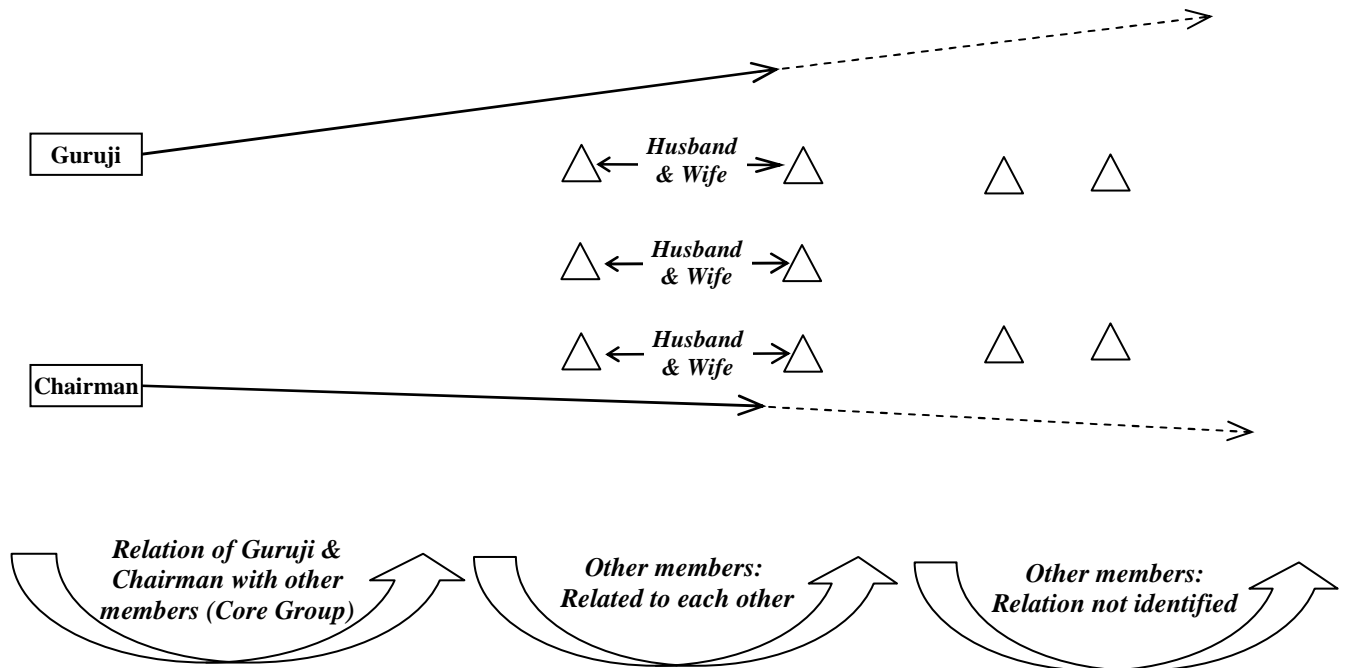 Guruji
Husband
& Wife
Husband
& Wife
Husband
& Wife
Chairman
Relation of Guruji &
Chairman with other
members (Core Group)
Other members:
Related to each other
Other members:
Relation not identified